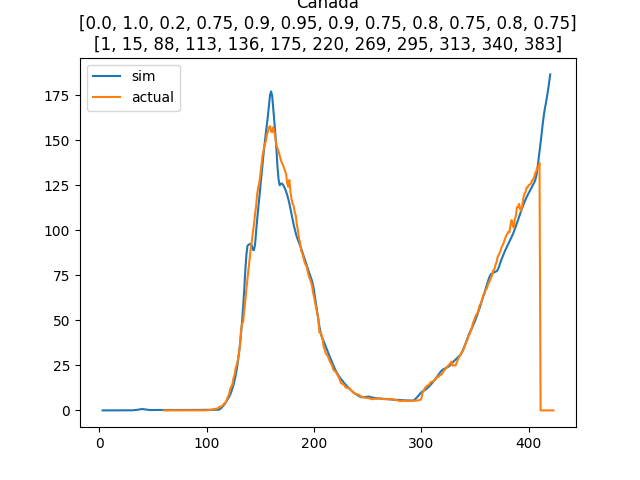 Canada
[0.0, 1.0, 0.2, 0.75, 0.9, 0.95, 0.9, 0.75, 0.8, 0.75, 0.8, 0.75]
[1, 15, 88, 113, 136, 175, 220, 269, 295, 313, 340, 383]
sim
actual
175
150
125
100
75
50
25
0
0 100 200 300 400